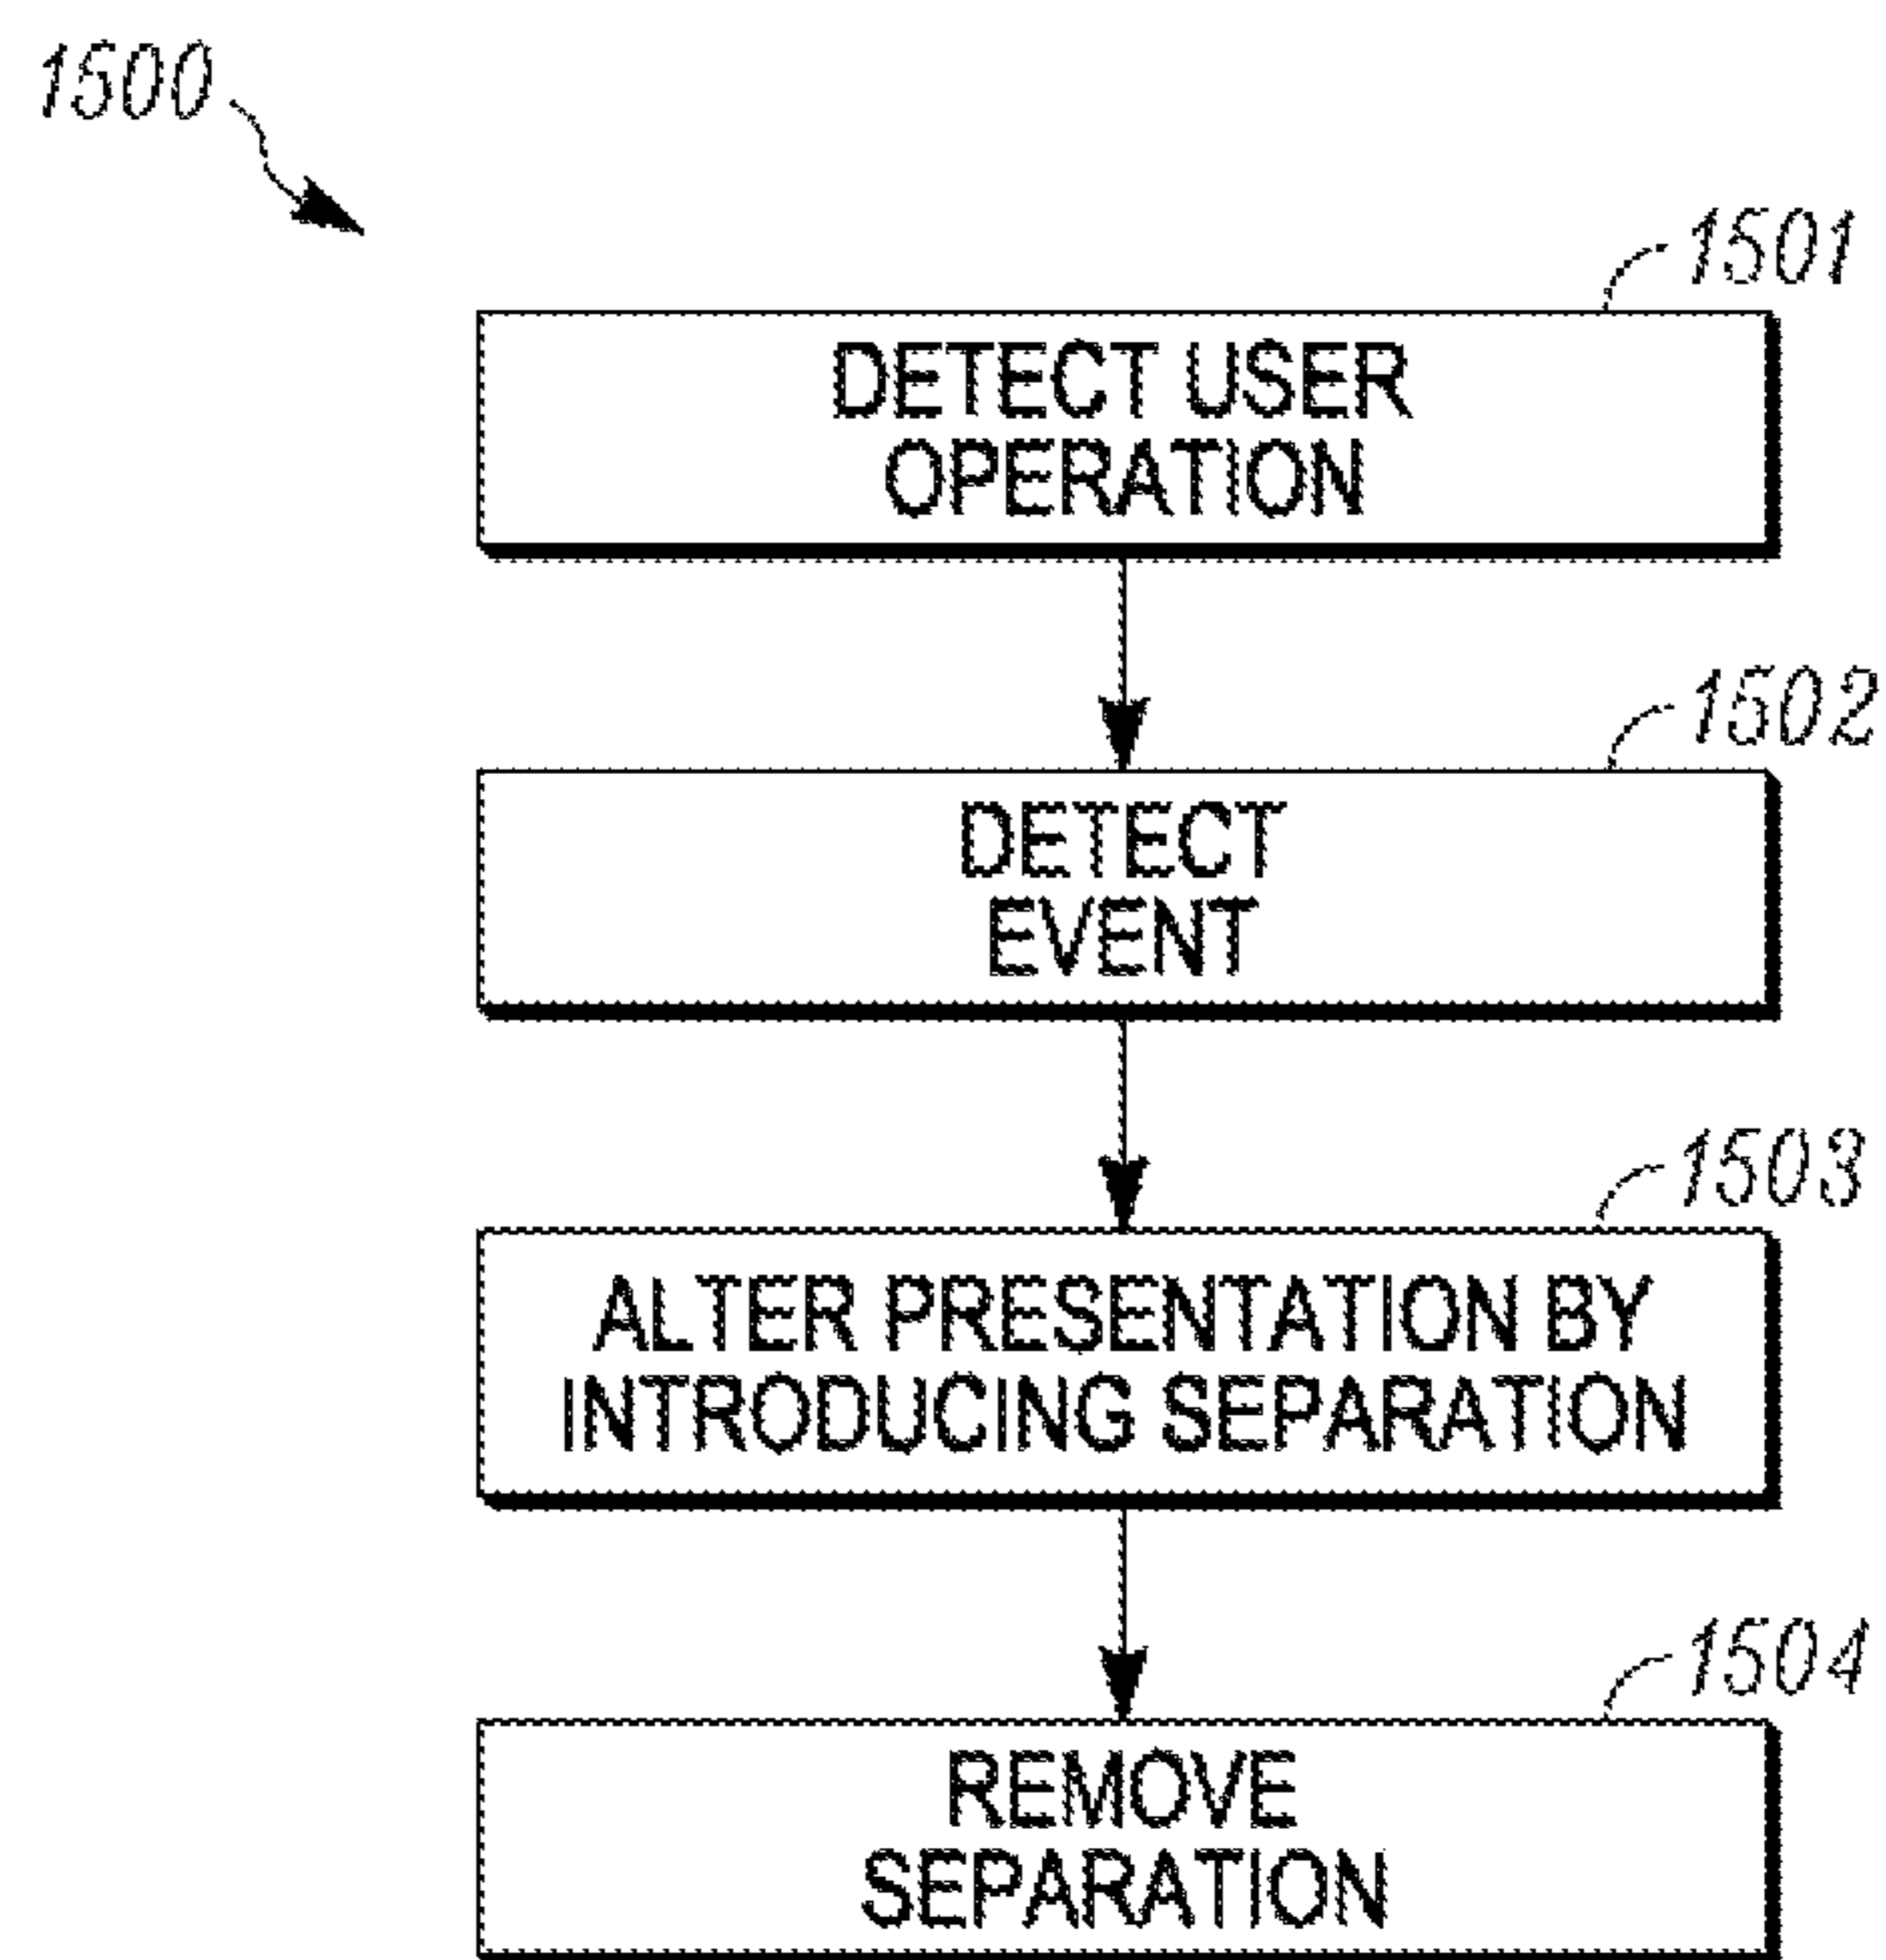 1500
1501
DETECT USER
OPERATION
1502
DETECT
EVENT
1503
ALTER PRESENTATION BY
INTRODUCING SEPARATION
1504
REMOVE
SEPARATION